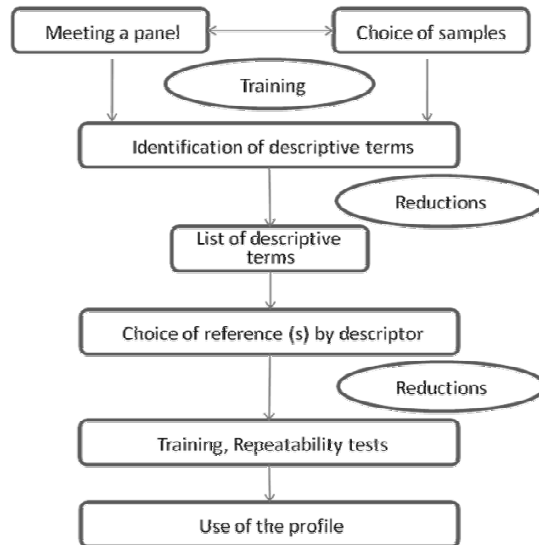 Meeting a panel
Choice of samples
Training
Identification of descriptive terms
Reductions
List of descriptive
terms
Choice of reference (s) by descriptor
Reductions
Training, Repeatability tests
Use of the profile